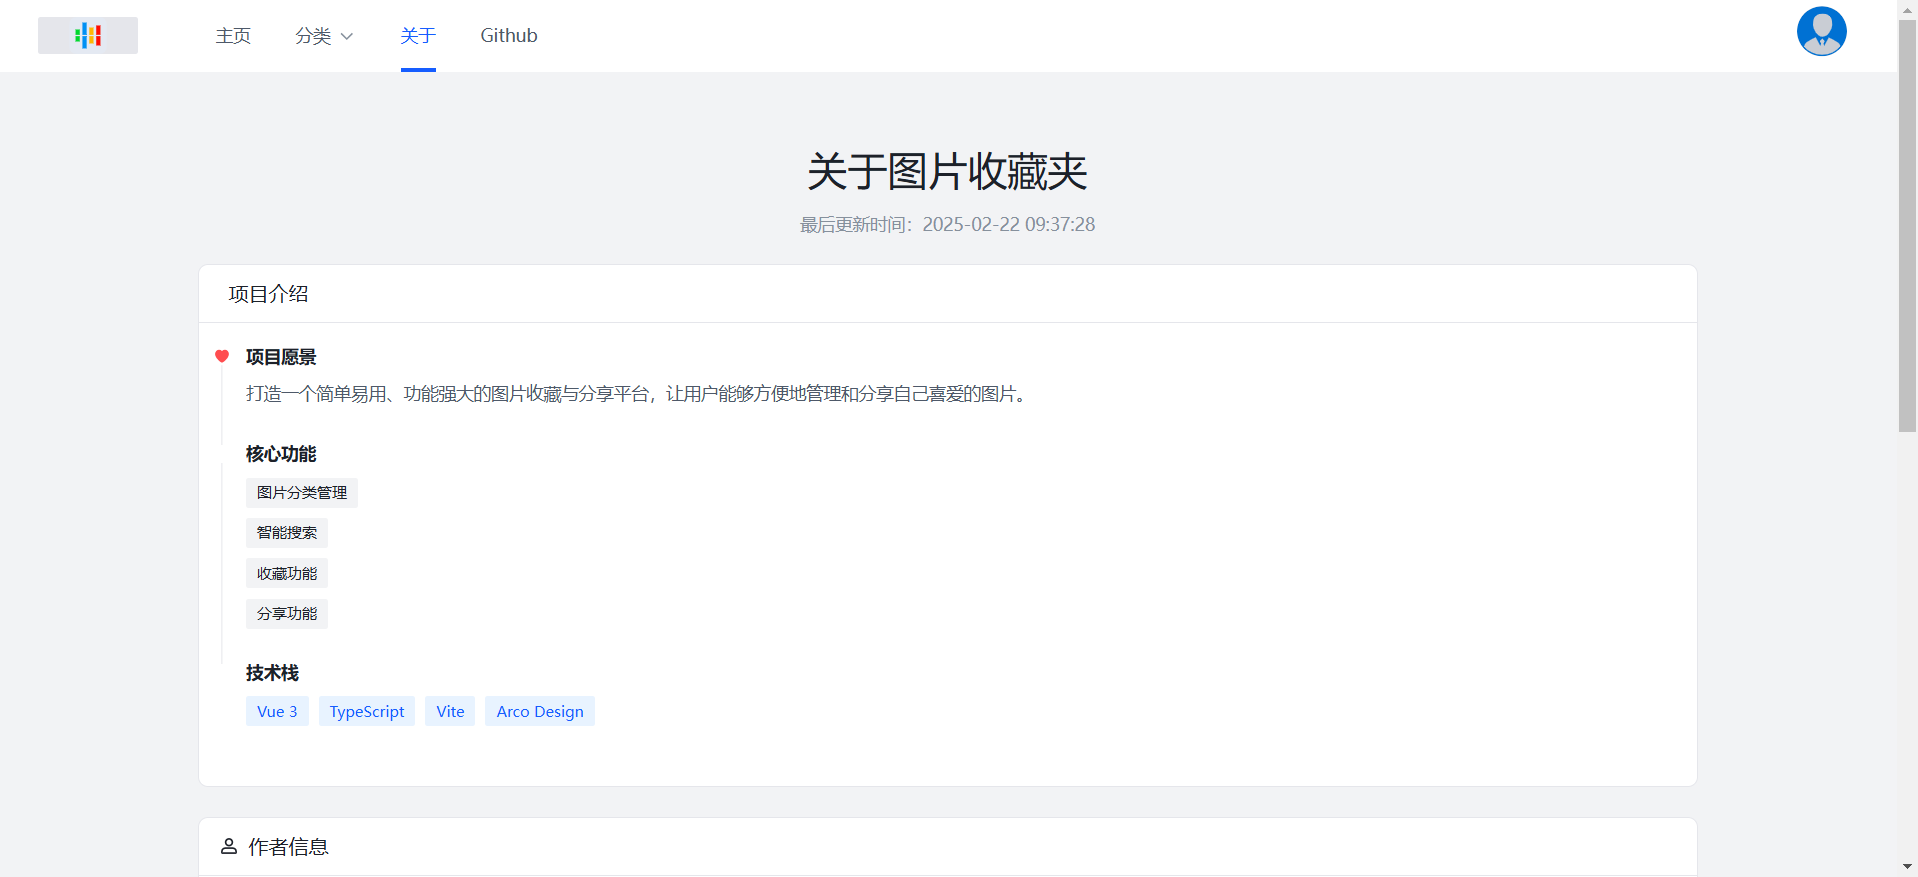 主页 分类 关于 Github
关于图片收藏夹
最后更新时间：2025-02-22 09:37:28
项目介绍
项目愿景
打造一个简单易用、功能强大的图片收藏与分享平台，让用户能够方便地管理和分享自己喜爱的图片。
核心功能
图片分类管理
智能搜索
收藏功能
分享功能
技术栈
Vue 3 TypeScript Vite Arco Design
作者信息